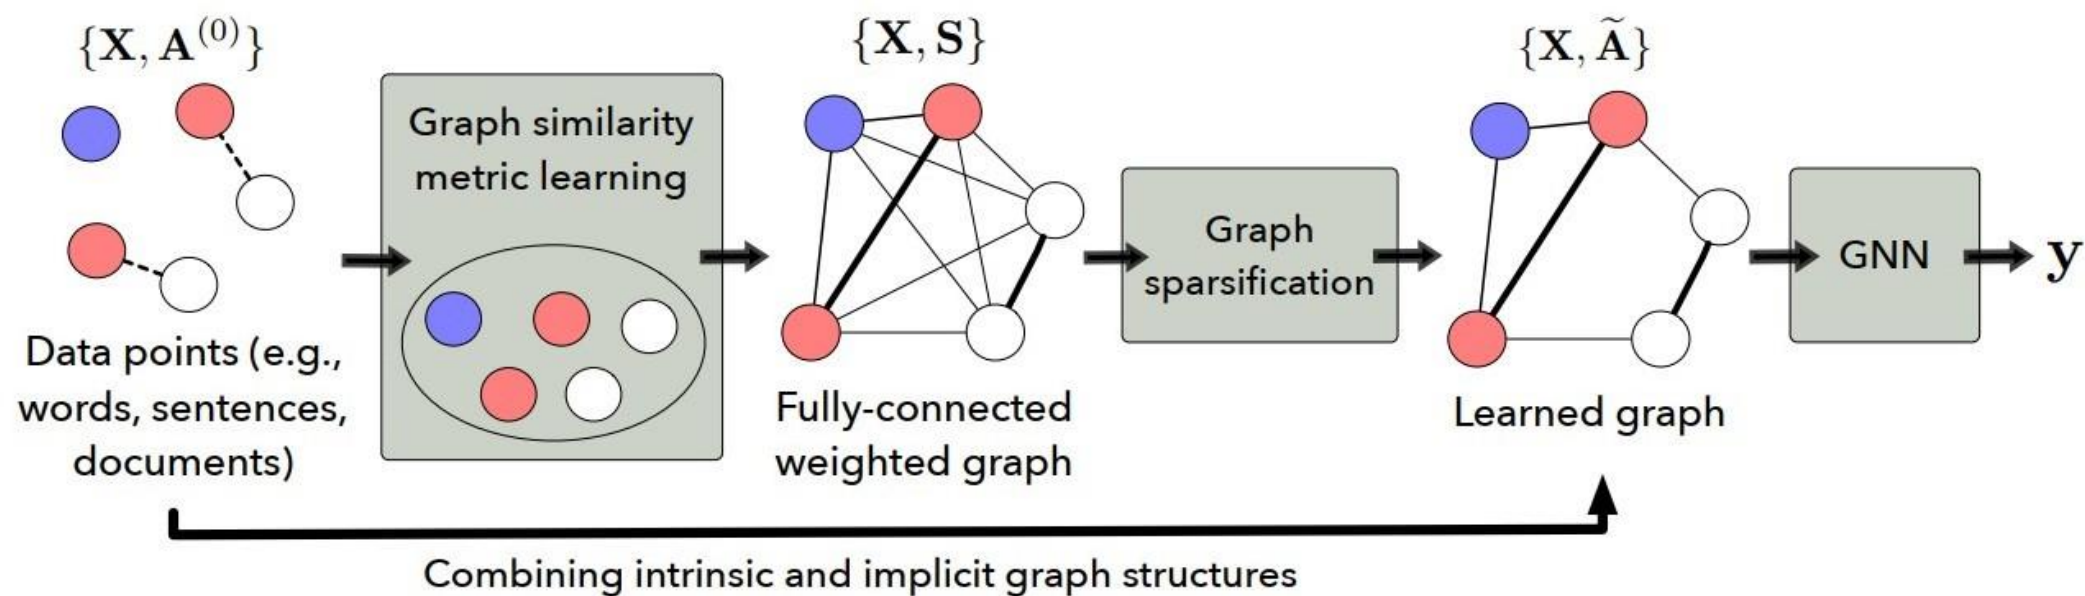 {X, A⁽⁰⁾}
Data points (e.g.,
words, sentences,
documents)
Graph similarity
metric learning
{X, S}
Fully-connected
weighted graph
Graph
sparsification
{X, Ã}
Learned graph
GNN
y
Combining intrinsic and implicit graph structures